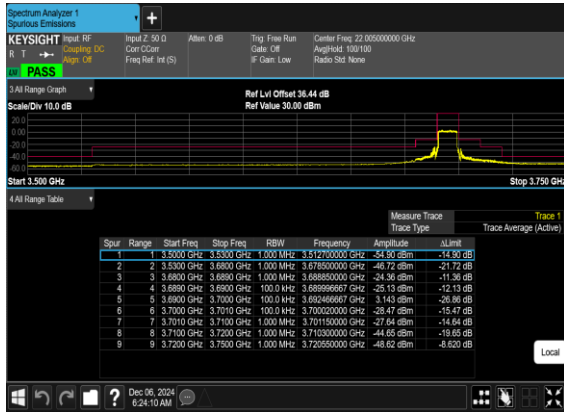 Spectrum Analyzer 1
Spurious Emissions
KEYSIGHT Input: RF Input Z: 50 Ω Atten: 0 dB Trig: Free Run Center Freq: 22.005000000 GHz
R T Coupling: DC Corr CCorr Gate: Off Avg|Hold: 100/100
Align: Off Freq Ref: Int (S) IF Gain: Low Radio Std: None
PASS
3 All Range Graph Ref Lvl Offset 36.44 dB
Scale/Div 10.0 dB Ref Value 30.00 dBm
20.0
0.00
-20.0
-40.0
-60.0
Start 3.500 GHz Stop 3.750 GHz
4 All Range Table
Measure Trace Trace 1
Trace Type Trace Average (Active)
Spur Range Start Freq Stop Freq RBW Frequency Amplitude ΔLimit
1 1 3.5000 GHz 3.5300 GHz 1.000 MHz 3.512700000 GHz -54.90 dBm -14.90 dB
2 2 3.5300 GHz 3.6800 GHz 1.000 MHz 3.678500000 GHz -46.72 dBm -21.72 dB
3 3 3.6800 GHz 3.6890 GHz 1.000 MHz 3.688850000 GHz -24.36 dBm -11.36 dB
4 4 3.6890 GHz 3.6900 GHz 100.0 kHz 3.689996667 GHz -25.13 dBm -12.13 dB
5 5 3.6900 GHz 3.7000 GHz 100.0 kHz 3.692466667 GHz 3.143 dBm -26.86 dB
6 6 3.7000 GHz 3.7010 GHz 100.0 kHz 3.700020000 GHz -28.47 dBm -15.47 dB
7 7 3.7010 GHz 3.7100 GHz 1.000 MHz 3.701150000 GHz -27.64 dBm -14.64 dB
8 8 3.7100 GHz 3.7200 GHz 1.000 MHz 3.710300000 GHz -44.65 dBm -19.65 dB
9 9 3.7200 GHz 3.7500 GHz 1.000 MHz 3.720550000 GHz -48.62 dBm -8.620 dB
Local
Dec 06, 2024
6:24:10 AM